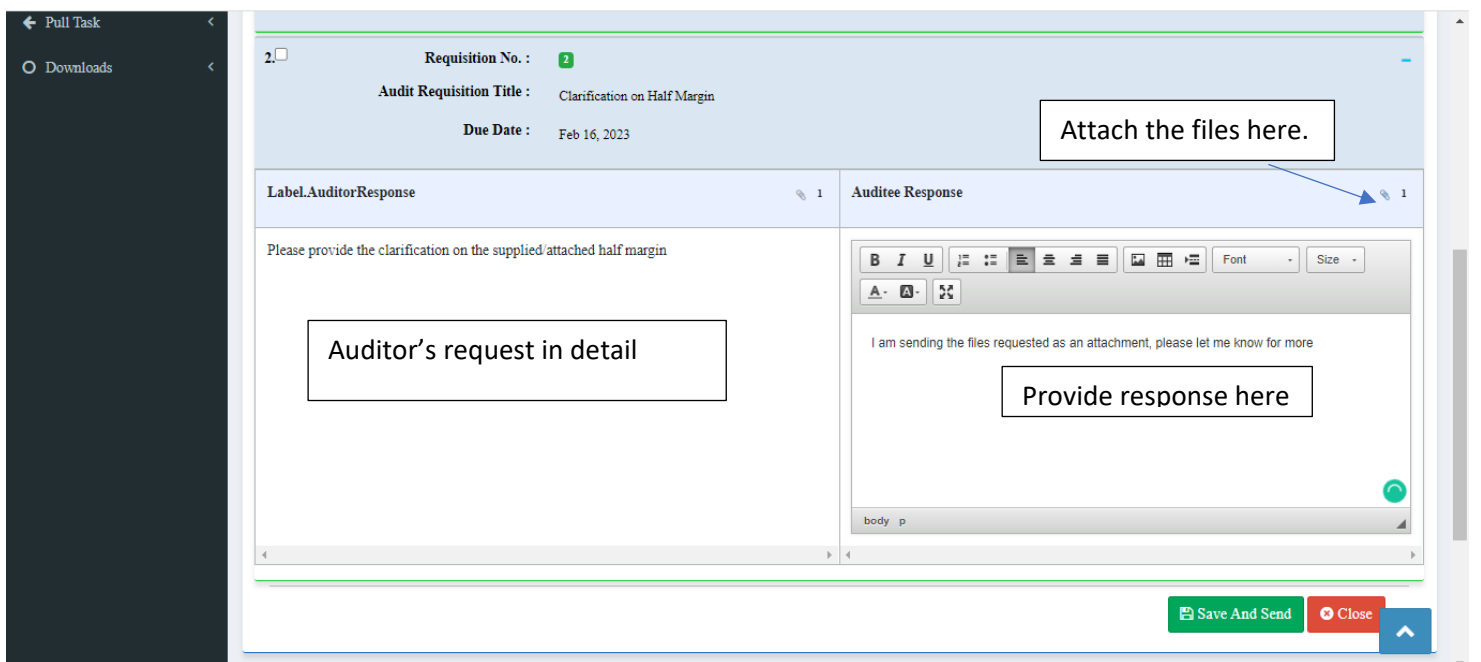 Pull Task
Downloads
2.
Requisition No. : 2
Audit Requisition Title : Clarification on Half Margin
Due Date : Feb 16, 2023
Attach the files here.
Label.AuditorResponse 1
Auditee Response 1
Please provide the clarification on the supplied/attached half margin
Auditor’s request in detail
B I U Font Size
A A
I am sending the files requested as an attachment, please let me know for more
Provide response here
body p
Save And Send
Close